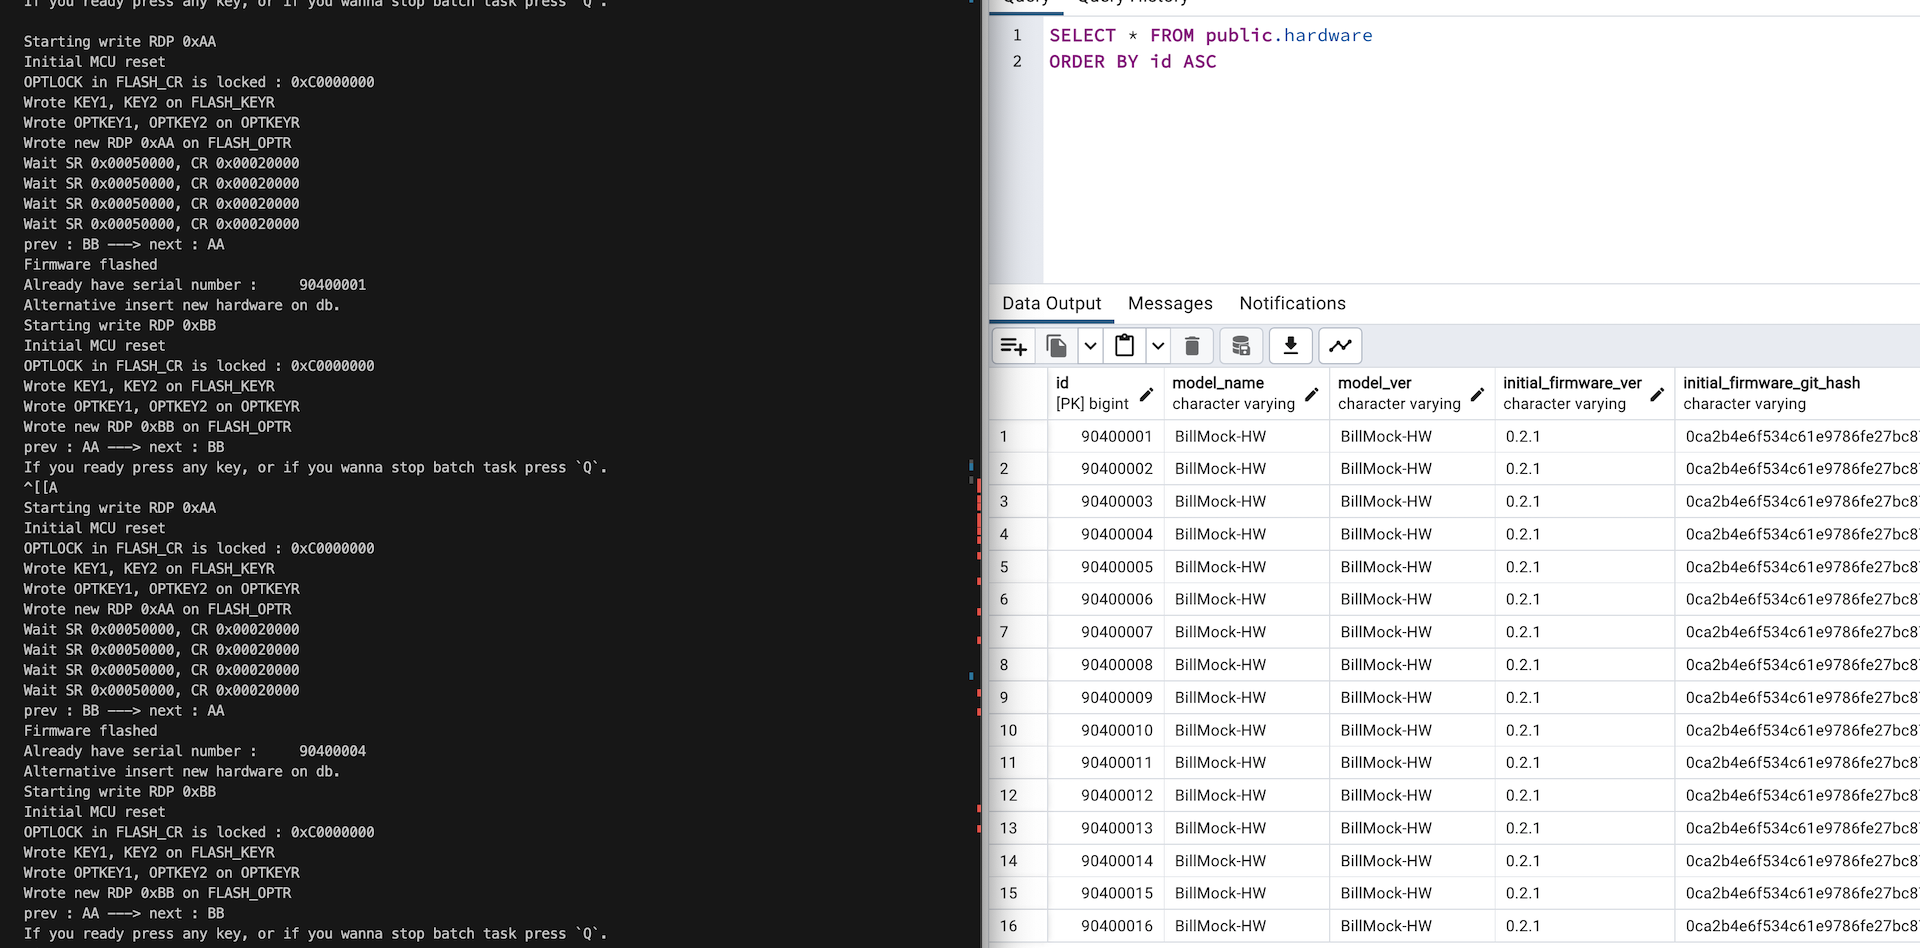 If you ready press any key, or if you wanna stop batch task press `Q`.
Starting write RDP 0xAA
Initial MCU reset
OPTLOCK in FLASH_CR is locked : 0xC0000000
Wrote KEY1, KEY2 on FLASH_KEYR
Wrote OPTKEY1, OPTKEY2 on OPTKEYR
Wrote new RDP 0xAA on FLASH_OPTR
Wait SR 0x00050000, CR 0x00020000
Wait SR 0x00050000, CR 0x00020000
Wait SR 0x00050000, CR 0x00020000
Wait SR 0x00050000, CR 0x00020000
prev : BB ---> next : AA
Firmware flashed
Already have serial number :     90400001
Alternative insert new hardware on db.
Starting write RDP 0xBB
Initial MCU reset
OPTLOCK in FLASH_CR is locked : 0xC0000000
Wrote KEY1, KEY2 on FLASH_KEYR
Wrote OPTKEY1, OPTKEY2 on OPTKEYR
Wrote new RDP 0xBB on FLASH_OPTR
prev : AA ---> next : BB
If you ready press any key, or if you wanna stop batch task press `Q`.
^[[A
Starting write RDP 0xAA
Initial MCU reset
OPTLOCK in FLASH_CR is locked : 0xC0000000
Wrote KEY1, KEY2 on FLASH_KEYR
Wrote OPTKEY1, OPTKEY2 on OPTKEYR
Wrote new RDP 0xAA on FLASH_OPTR
Wait SR 0x00050000, CR 0x00020000
Wait SR 0x00050000, CR 0x00020000
Wait SR 0x00050000, CR 0x00020000
Wait SR 0x00050000, CR 0x00020000
prev : BB ---> next : AA
Firmware flashed
Already have serial number :     90400004
Alternative insert new hardware on db.
Starting write RDP 0xBB
Initial MCU reset
OPTLOCK in FLASH_CR is locked : 0xC0000000
Wrote KEY1, KEY2 on FLASH_KEYR
Wrote OPTKEY1, OPTKEY2 on OPTKEYR
Wrote new RDP 0xBB on FLASH_OPTR
prev : AA ---> next : BB
If you ready press any key, or if you wanna stop batch task press `Q`.
Query Query History
1 SELECT * FROM public.hardware
2 ORDER BY id ASC
Data Output Messages Notifications
id model_name model_ver initial_firmware_ver initial_firmware_git_hash
[PK] bigint character varying character varying character varying character varying
1 90400001 BillMock-HW BillMock-HW 0.2.1 0ca2b4e6f534c61e9786fe27bc8
2 90400002 BillMock-HW BillMock-HW 0.2.1 0ca2b4e6f534c61e9786fe27bc8
3 90400003 BillMock-HW BillMock-HW 0.2.1 0ca2b4e6f534c61e9786fe27bc8
4 90400004 BillMock-HW BillMock-HW 0.2.1 0ca2b4e6f534c61e9786fe27bc8
5 90400005 BillMock-HW BillMock-HW 0.2.1 0ca2b4e6f534c61e9786fe27bc8
6 90400006 BillMock-HW BillMock-HW 0.2.1 0ca2b4e6f534c61e9786fe27bc8
7 90400007 BillMock-HW BillMock-HW 0.2.1 0ca2b4e6f534c61e9786fe27bc8
8 90400008 BillMock-HW BillMock-HW 0.2.1 0ca2b4e6f534c61e9786fe27bc8
9 90400009 BillMock-HW BillMock-HW 0.2.1 0ca2b4e6f534c61e9786fe27bc8
10 90400010 BillMock-HW BillMock-HW 0.2.1 0ca2b4e6f534c61e9786fe27bc8
11 90400011 BillMock-HW BillMock-HW 0.2.1 0ca2b4e6f534c61e9786fe27bc8
12 90400012 BillMock-HW BillMock-HW 0.2.1 0ca2b4e6f534c61e9786fe27bc8
13 90400013 BillMock-HW BillMock-HW 0.2.1 0ca2b4e6f534c61e9786fe27bc8
14 90400014 BillMock-HW BillMock-HW 0.2.1 0ca2b4e6f534c61e9786fe27bc8
15 90400015 BillMock-HW BillMock-HW 0.2.1 0ca2b4e6f534c61e9786fe27bc8
16 90400016 BillMock-HW BillMock-HW 0.2.1 0ca2b4e6f534c61e9786fe27bc8